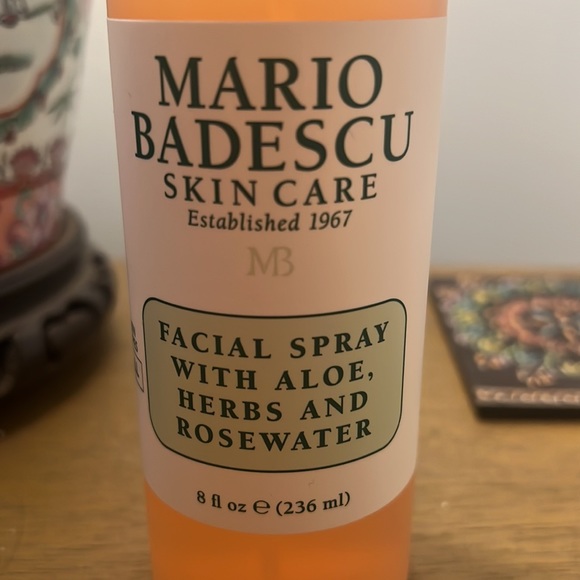 MARIO
BADESCU
SKIN CARE
Established 1967
MB
FACIAL SPRAY
WITH ALOE,
HERBS AND
ROSEWATER
8 fl oz ℮ (236 ml)